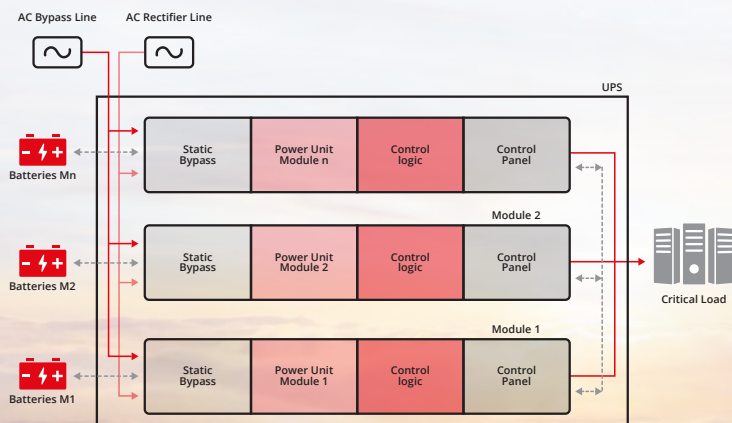 AC Bypass Line
AC Rectifier Line
UPS
Static
Bypass
Power Unit
Module n
Control
logic
Control
Panel
Batteries Mn
Module 2
Static
Bypass
Power Unit
Module 2
Control
logic
Control
Panel
Batteries M2
Critical Load
Module 1
Static
Bypass
Power Unit
Module 1
Control
logic
Control
Panel
Batteries M1